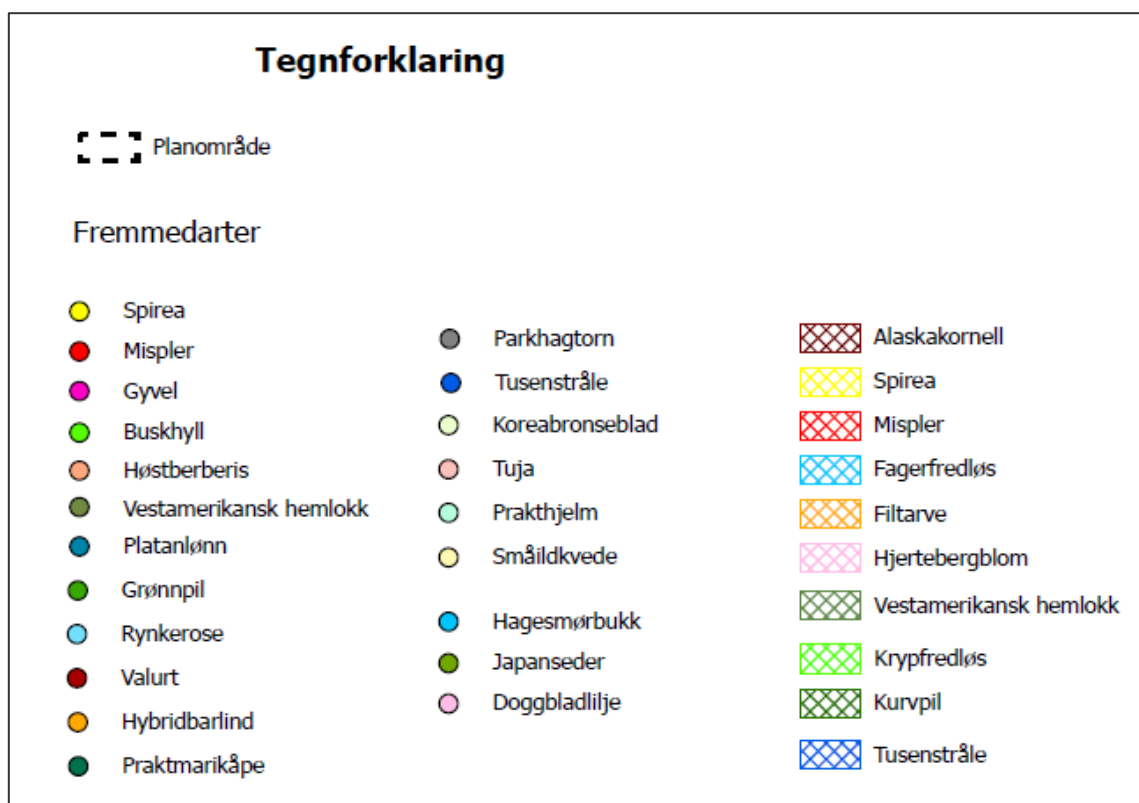 Tegnforklaring
Planområde
Fremmedarter
Spirea
Mispler
Gyvel
Buskhyll
Høstberberis
Vestamerikansk hemlokk
Platanlønn
Grønnpil
Rynkerose
Valurt
Hybridbarlind
Praktmarikåpe
Parkhagtorn
Tusenstråle
Koreabronseblad
Tuja
Prakthjelm
Småildkvede
Hagesmørbukk
Japanseder
Doggbladlilje
Alaskakornell
Spirea
Mispler
Fagerfredløs
Filtarve
Hjertebergblom
Vestamerikansk hemlokk
Krypfredløs
Kurvpil
Tusenstråle